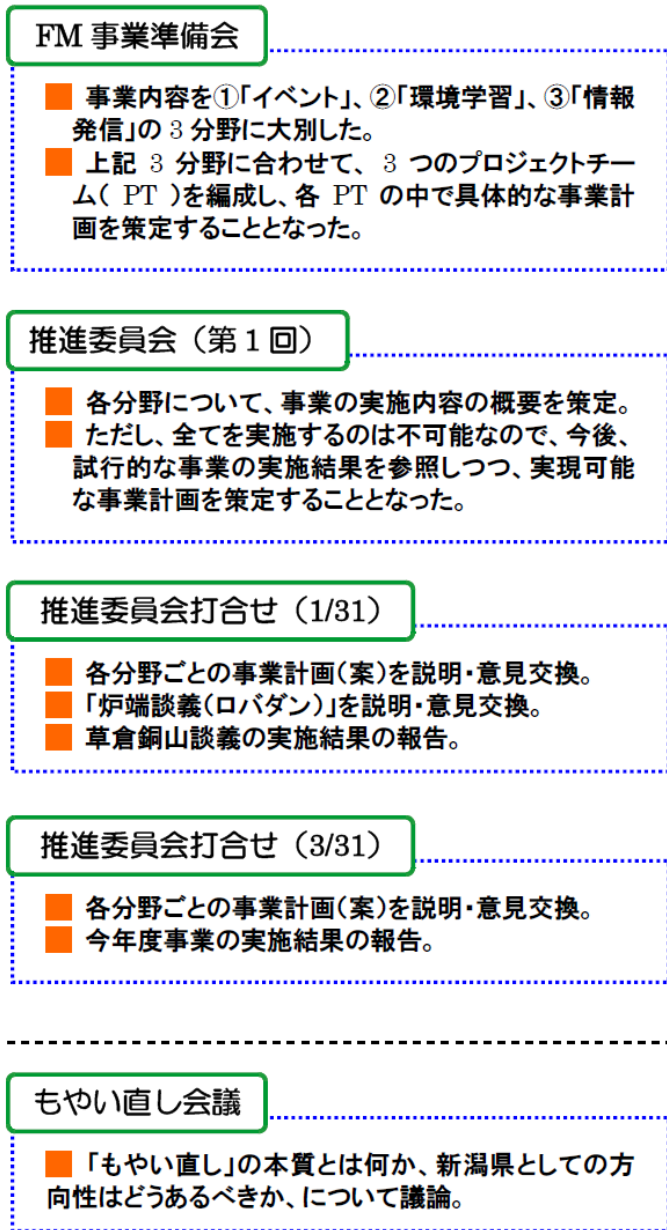 FM 事業準備会
■ 事業内容を①「イベント」、②「環境学習」、③「情報
発信」の 3 分野に大別した。
■ 上記 3 分野に合わせて、 3 つのプロジェクトチー
ム( PT )を編成し、各 PT の中で具体的な事業計
画を策定することとなった。
推進委員会（第 1 回）
■ 各分野について、事業の実施内容の概要を策定。
■ ただし、全てを実施するのは不可能なので、今後、
試行的な事業の実施結果を参照しつつ、実現可能
な事業計画を策定することとなった。
推進委員会打合せ（1/31）
■ 各分野ごとの事業計画(案)を説明・意見交換。
■ 「炉端談義(ロバダン)」を説明・意見交換。
■ 草倉銅山談義の実施結果の報告。
推進委員会打合せ（3/31）
■ 各分野ごとの事業計画(案)を説明・意見交換。
■ 今年度事業の実施結果の報告。
もやい直し会議
■ 「もやい直し」の本質とは何か、新潟県としての方
向性はどうあるべきか、について議論。